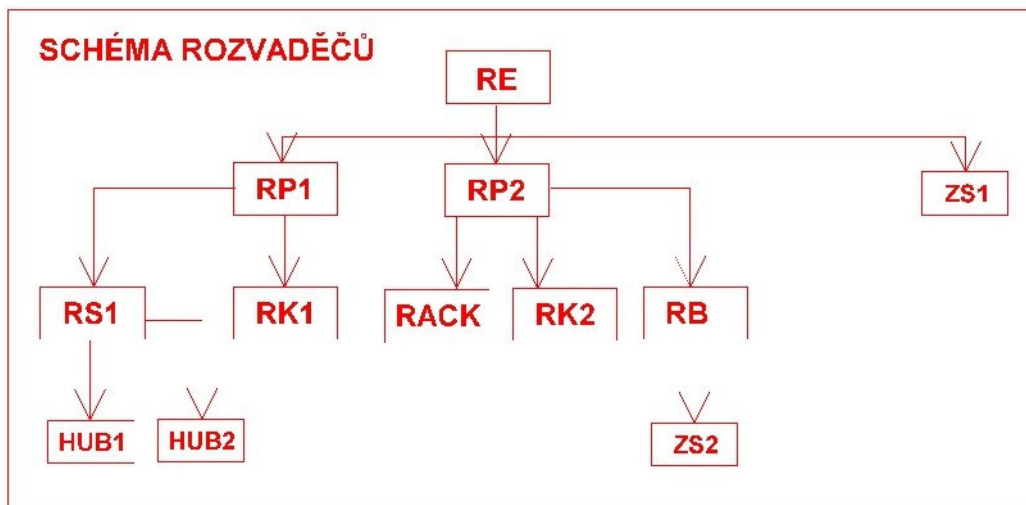 SCHÉMA ROZVADĚČŮ
RE
RP1 RP2 ZS1
RS1 RK1 RACK RK2 RB
HUB1 HUB2 ZS2